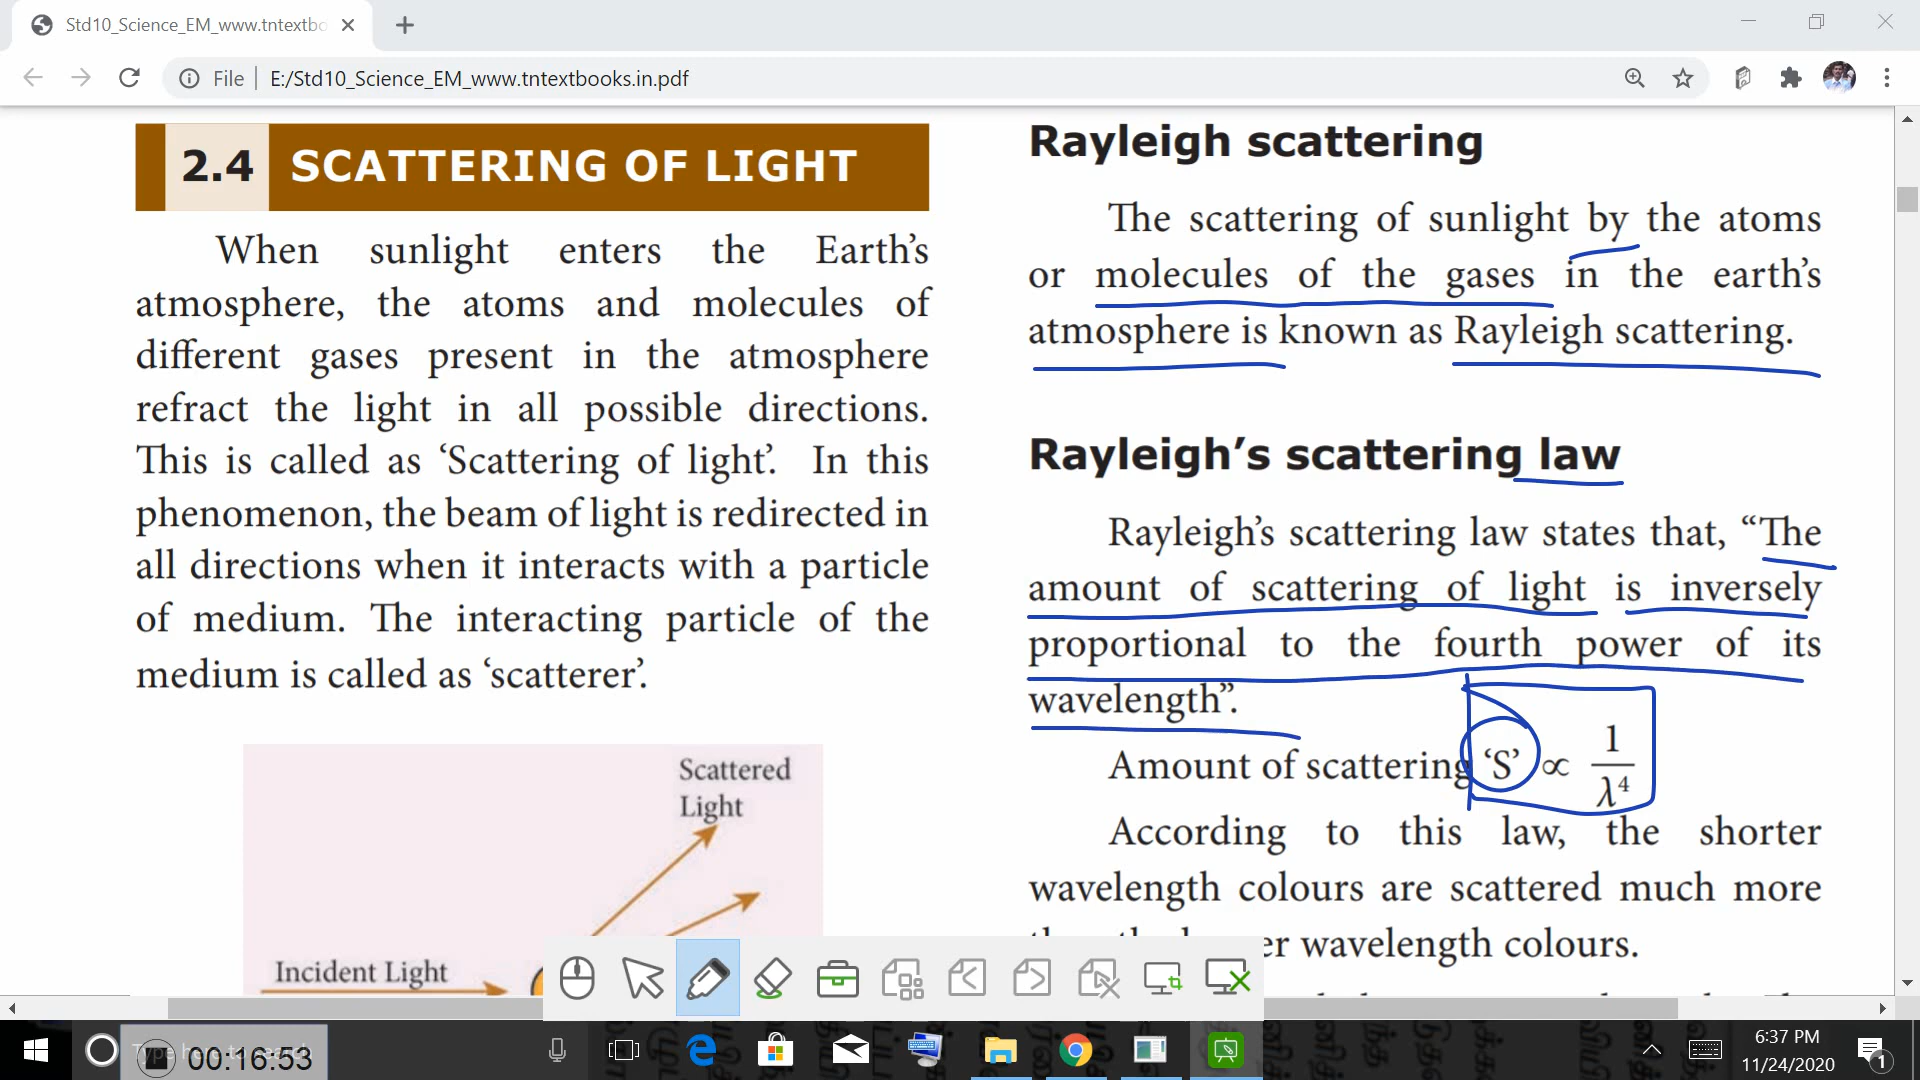 Std10_Science_EM_www.tntextbo
File
E:/Std10_Science_EM_www.tntextbooks.in.pdf
2.4 SCATTERING OF LIGHT
When sunlight enters the Earth's
atmosphere, the atoms and molecules of
different gases present in the atmosphere
refract the light in all possible directions.
This is called as ‘Scattering of light’. In this
phenomenon, the beam of light is redirected in
all directions when it interacts with a particle
of medium. The interacting particle of the
medium is called as ‘scatterer’.
Scattered
Light
Incident Light
Rayleigh scattering
The scattering of sunlight by the atoms
or molecules of the gases in the earth's
atmosphere is known as Rayleigh scattering.
Rayleigh’s scattering law
Rayleigh's scattering law states that, “The
amount of scattering of light is inversely
proportional to the fourth power of its
wavelength”.
Amount of scattering ‘S’ ∝ 1/λ⁴
According to this law, the shorter
wavelength colours are scattered much more
wavelength colours.
Type here to search
00:16:53
6:37 PM
11/24/2020
1